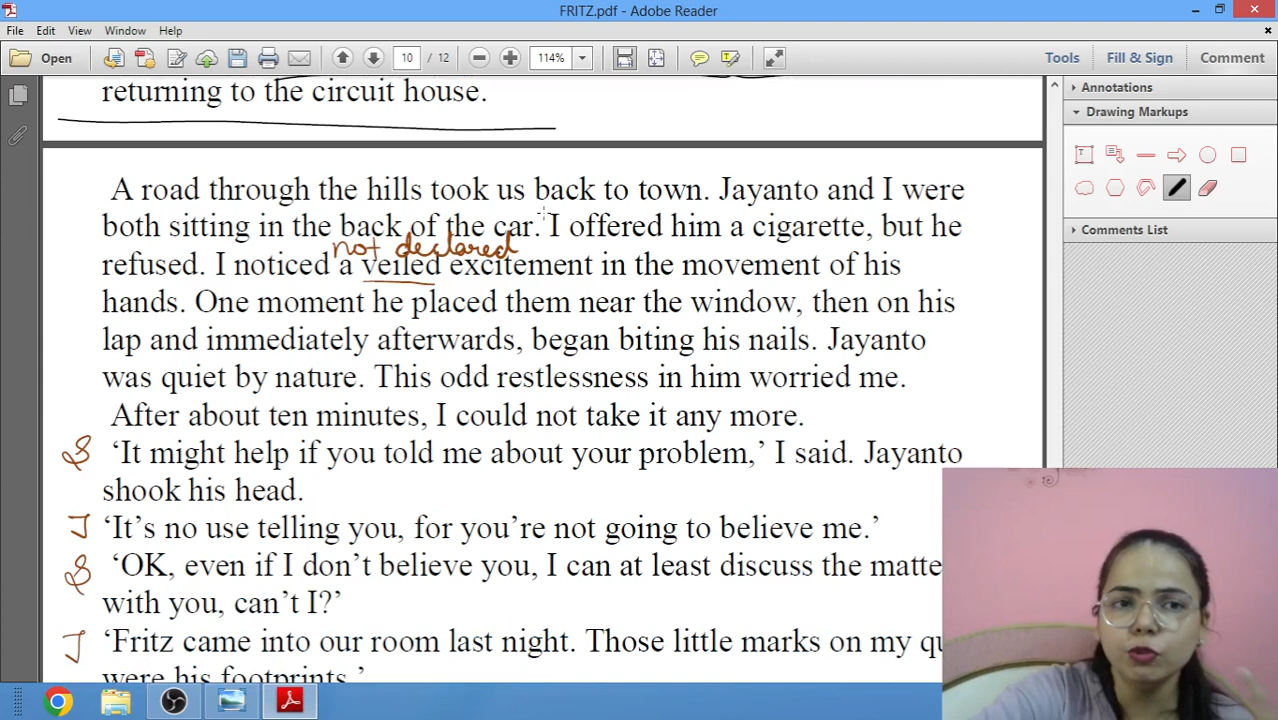 FRITZ.pdf - Adobe Reader
File Edit View Window Help
Open 10 / 12 114% Tools Fill & Sign Comment
returning to the circuit house.
Annotations
Drawing Markups
Comments List
A road through the hills took us back to town. Jayanto and I were
both sitting in the back of the car. I offered him a cigarette, but he
not declared
refused. I noticed a veiled excitement in the movement of his
hands. One moment he placed them near the window, then on his
lap and immediately afterwards, began biting his nails. Jayanto
was quiet by nature. This odd restlessness in him worried me.
After about ten minutes, I could not take it any more.
S ‘It might help if you told me about your problem,’ I said. Jayanto
shook his head.
J ‘It’s no use telling you, for you’re not going to believe me.’
S ‘OK, even if I don’t believe you, I can at least discuss the matte
with you, can’t I?’
J ‘Fritz came into our room last night. Those little marks on my qu
were his footprints.’